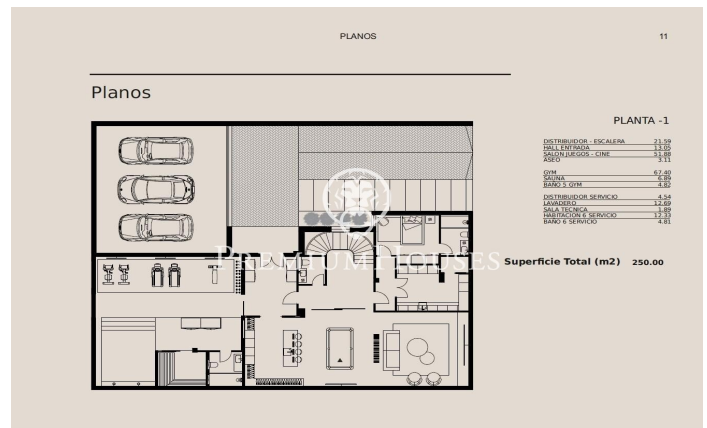 PLANOS
11
Planos
PLANTA -1
DISTRIBUIDOR - ESCALERA 21.59
HALL ENTRADA 13.05
SALON JUEGOS - CINE 51.88
ASEO 3.11
GYM 67.40
SAUNA 6.89
BAÑO 5 GYM 4.82
DISTRIBUIDOR SERVICIO 4.54
LAVADERO 12.69
SALA TECNICA 1.89
HABITACION 6 SERVICIO 12.33
BAÑO 6 SERVICIO 4.81
PREMIUM HOUSES
Superficie Total (m2) 250.00